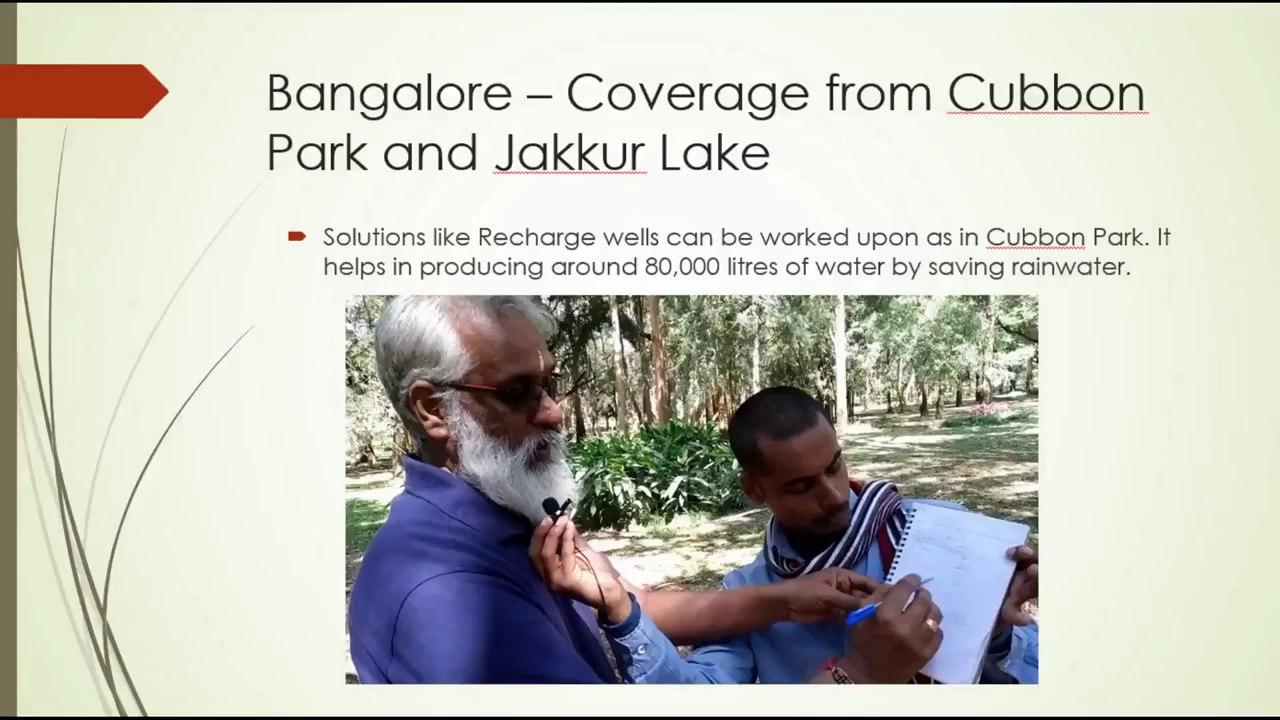 Bangalore – Coverage from Cubbon
Park and Jakkur Lake
Solutions like Recharge wells can be worked upon as in Cubbon Park. It
helps in producing around 80,000 litres of water by saving rainwater.